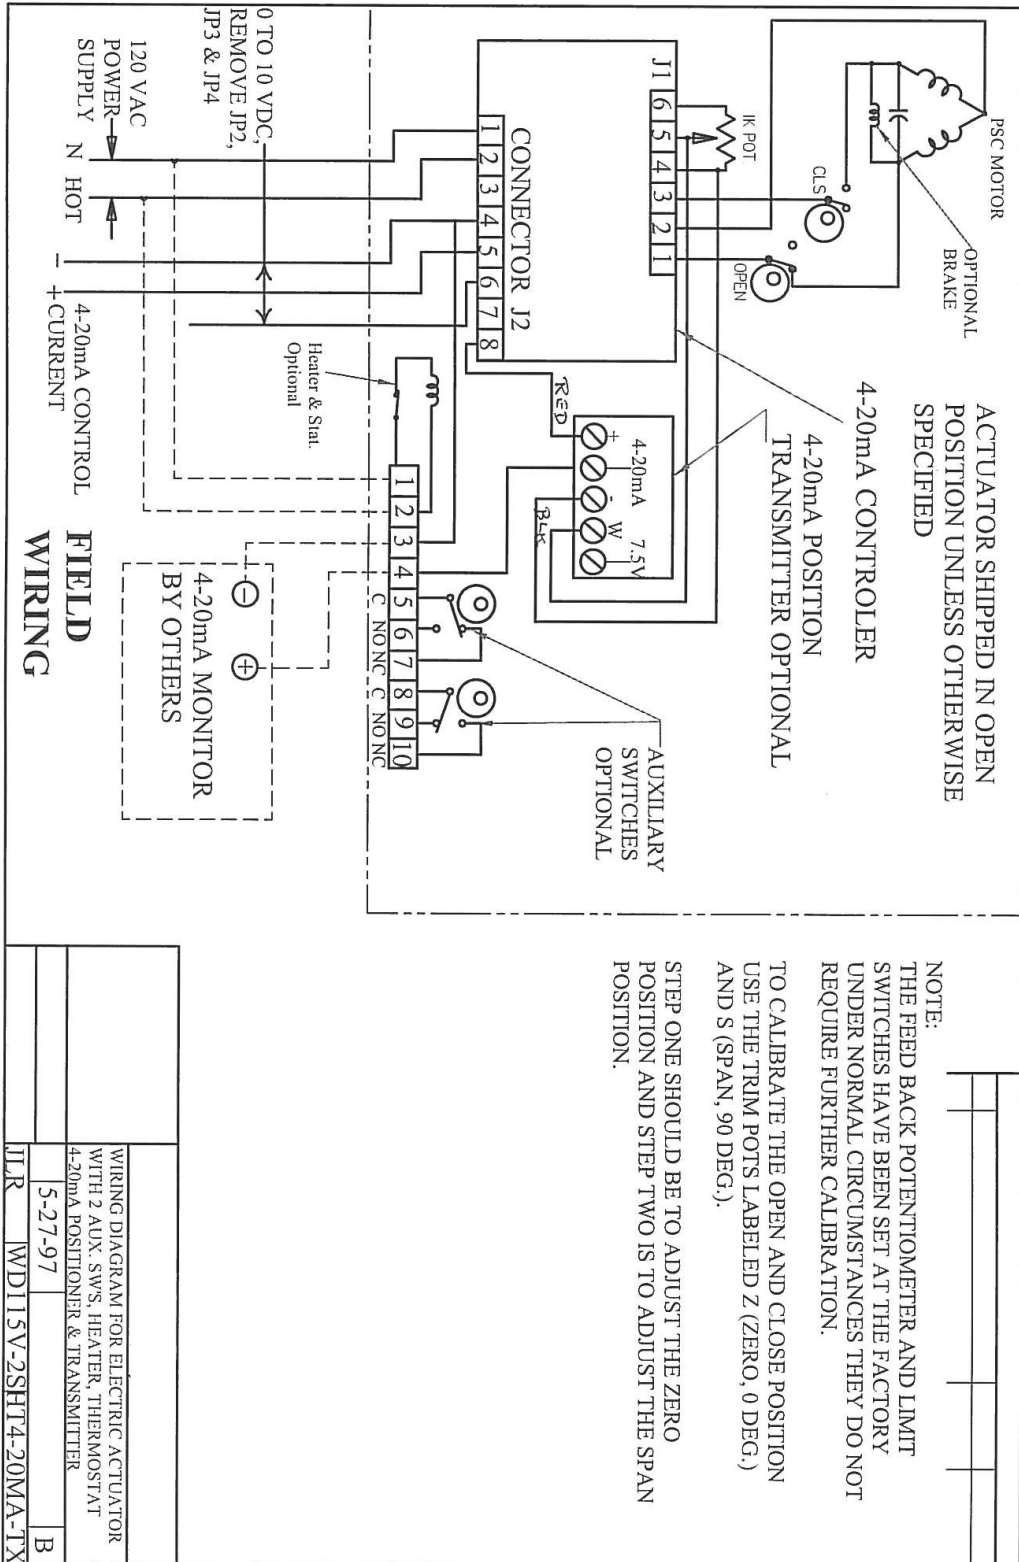 PSC MOTOR
OPTIONAL
BRAKE
CLS
OPEN
1K POT
J1
6 5 4 3 2 1
CONNECTOR J2
1 2 3 4 5 6 7 8
0 TO 10 VDC,
REMOVE JP2,
JP3 & JP4
120 VAC
POWER
SUPPLY
N HOT
- +
4-20mA CONTROL
CURRENT
Heater & Stat.
Optional
ACTUATOR SHIPPED IN OPEN
POSITION UNLESS OTHERWISE
SPECIFIED
4-20mA CONTROLER
4-20mA POSITION
TRANSMITTER OPTIONAL
+ - W 7.5V
4-20mA
RED
BLK
1 2 3 4 5 6 7 8 9 10
C NO NC C NO NC
AUXILIARY
SWITCHES
OPTIONAL
- +
4-20mA MONITOR
BY OTHERS
FIELD
WIRING
NOTE:
THE FEED BACK POTENTIOMETER AND LIMIT
SWITCHES HAVE BEEN SET AT THE FACTORY
UNDER NORMAL CIRCUMSTANCES THEY DO NOT
REQUIRE FURTHER CALIBRATION.
TO CALIBRATE THE OPEN AND CLOSE POSITION
USE THE TRIM POTS LABELED Z (ZERO, 0 DEG.)
AND S (SPAN, 90 DEG.).
STEP ONE SHOULD BE TO ADJUST THE ZERO
POSITION AND STEP TWO IS TO ADJUST THE SPAN
POSITION.
WIRING DIAGRAM FOR ELECTRIC ACTUATOR
WITH 2 AUX. SW'S, HEATER, THERMOSTAT
4-20mA POSITIONER & TRANSMITTER
5-27-97 B
JLR WD115V-2SHT4-20MA-TX